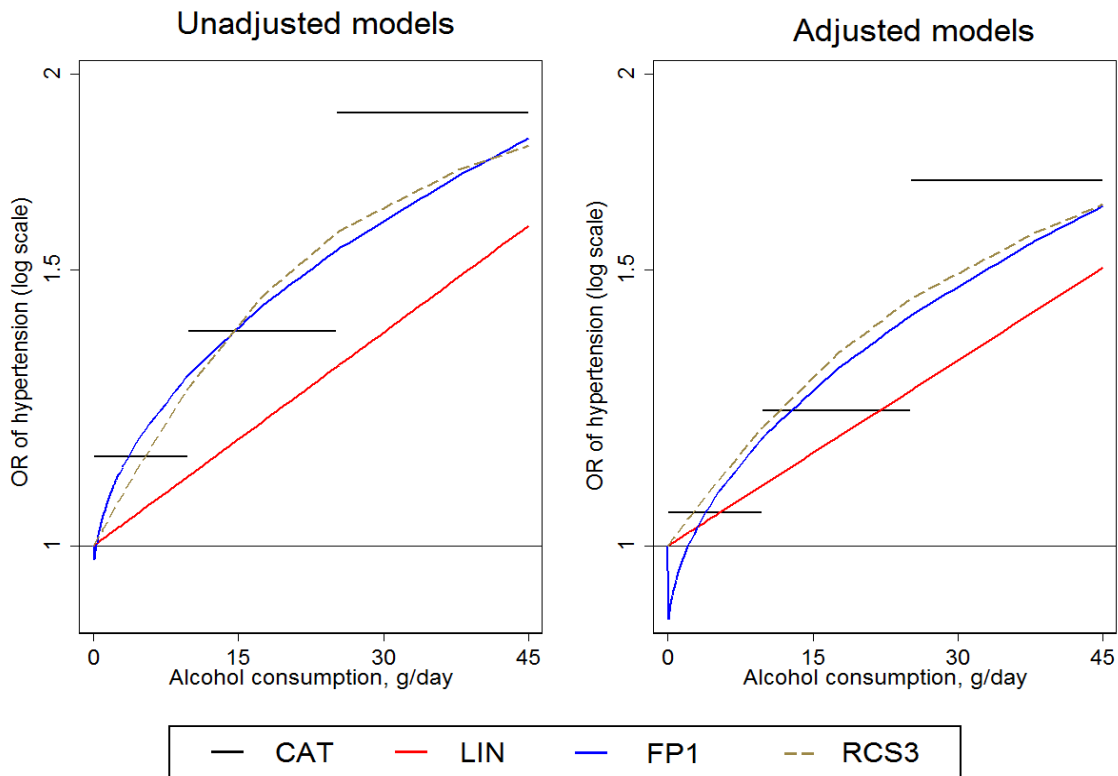 Unadjusted models
OR of hypertension (log scale)
2
1.5
1
0 15 30 45
Alcohol consumption, g/day
Adjusted models
OR of hypertension (log scale)
2
1.5
1
0 15 30 45
Alcohol consumption, g/day
CAT LIN FP1 RCS3